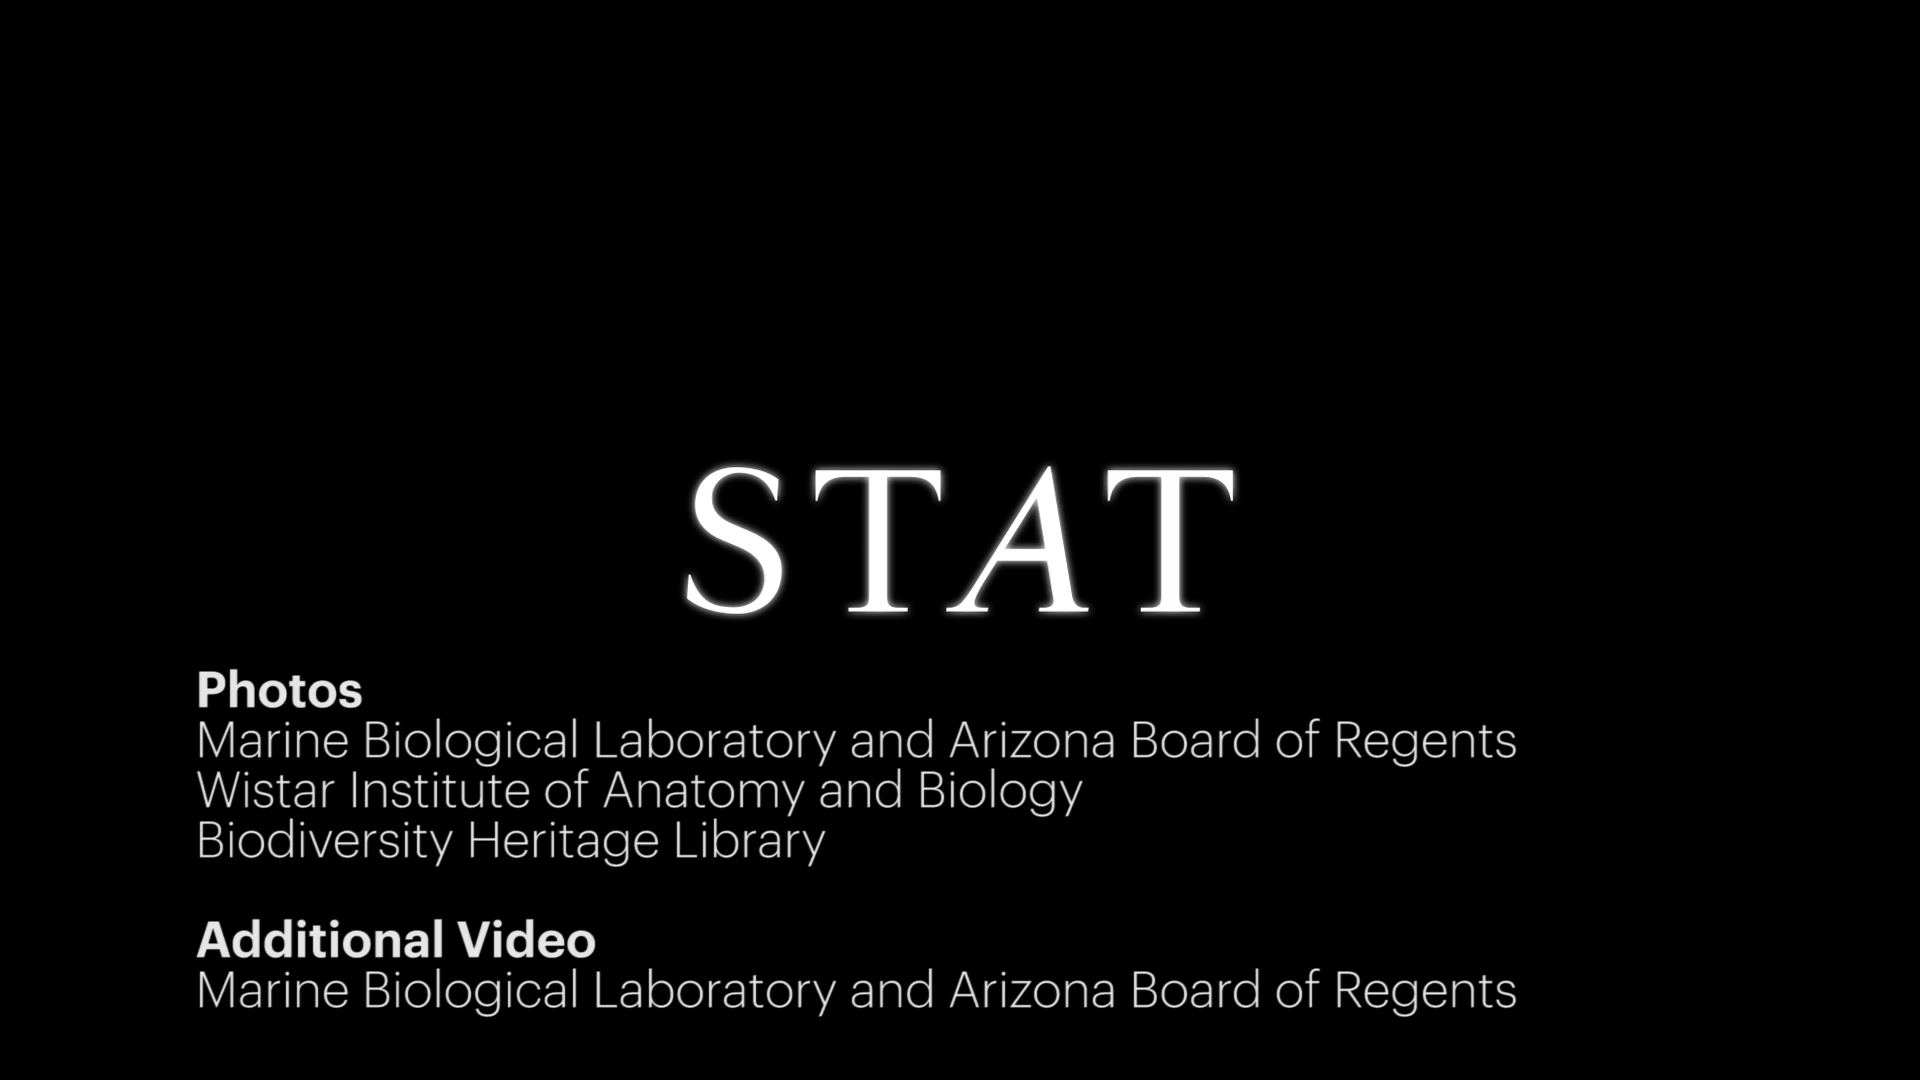 STAT
Photos
Marine Biological Laboratory and Arizona Board of Regents
Wistar Institute of Anatomy and Biology
Biodiversity Heritage Library
Additional Video
Marine Biological Laboratory and Arizona Board of Regents